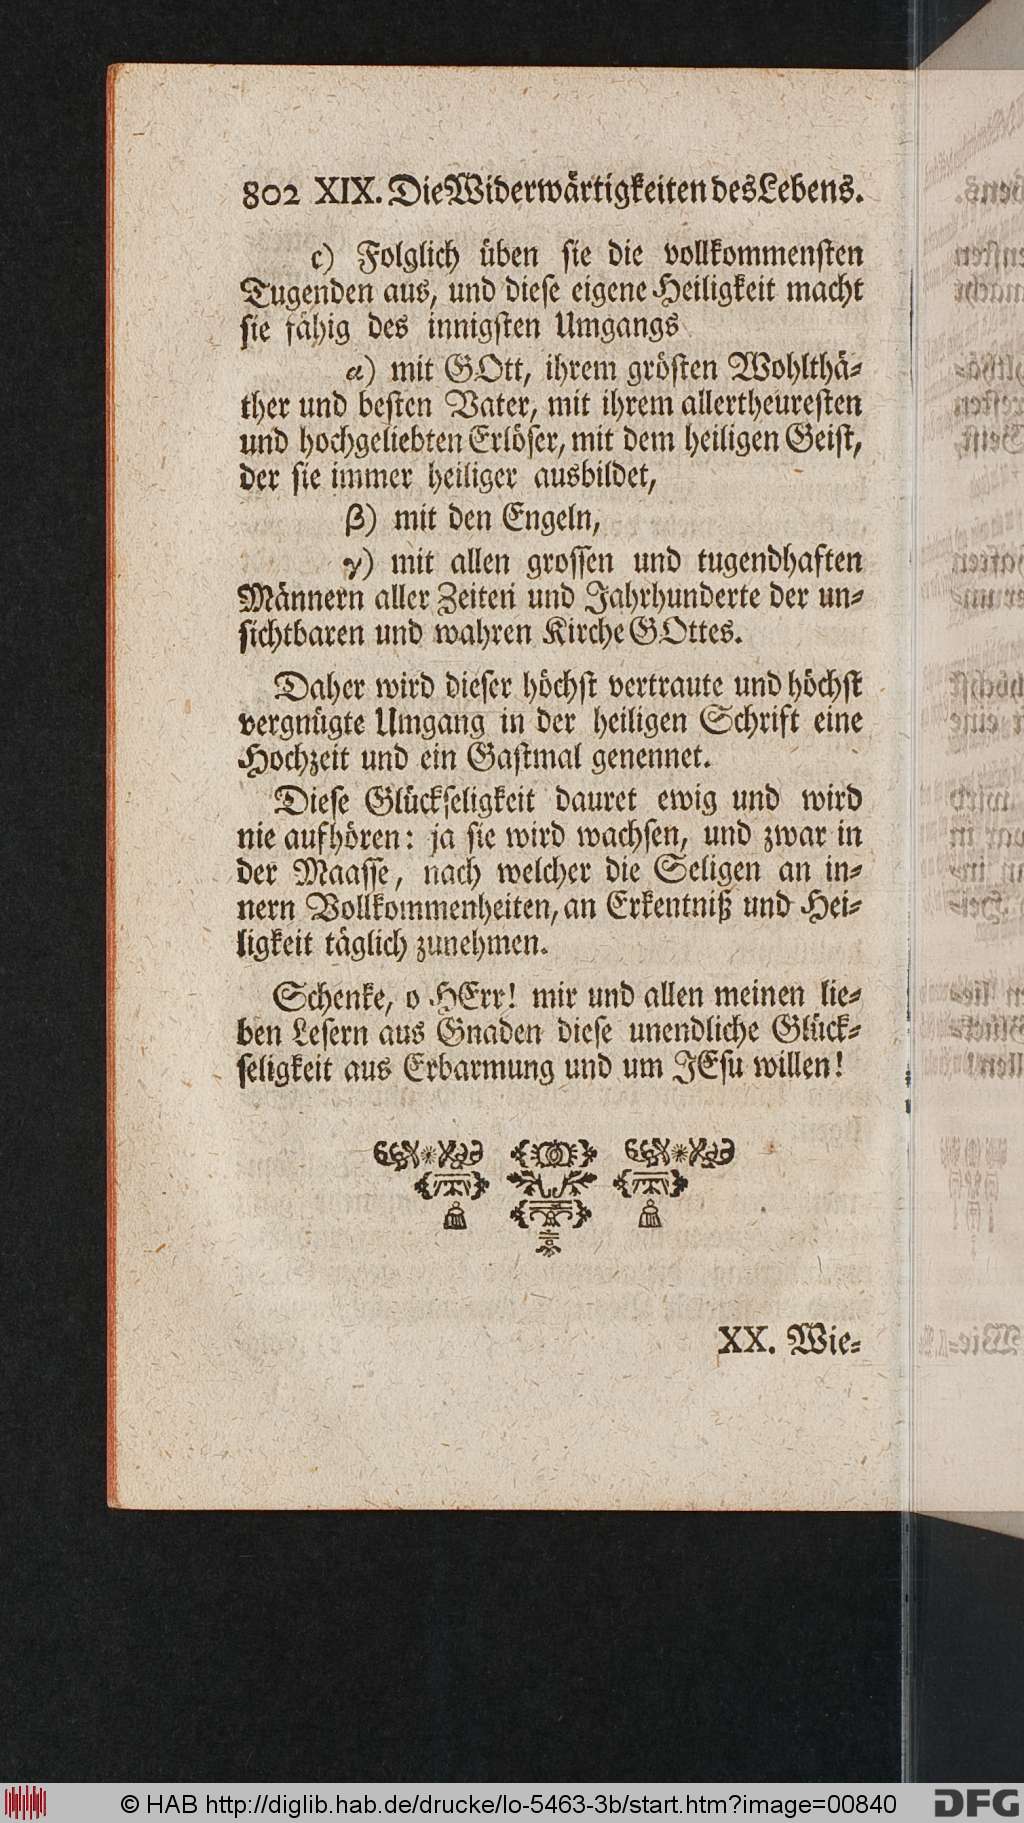 802 XIX. Die Widerwärtigkeiten des Lebens.
c) Folglich üben sie die vollkommensten
Tugenden aus, und diese eigene Heiligkeit macht
sie fähig des innigsten Umgangs
α) mit GOtt, ihrem grösten Wohlthä-
ther und besten Vater, mit ihrem allertheuresten
und hochgeliebten Erlöser, mit dem heiligen Geist,
der sie immer heiliger ausbildet,
β) mit den Engeln,
γ) mit allen grossen und tugendhaften
Männern aller Zeiten und Jahrhunderte der un-
sichtbaren und wahren Kirche GOttes.
Daher wird dieser höchst vertraute und höchst
vergnügte Umgang in der heiligen Schrift eine
Hochzeit und ein Gastmal genennet.
Diese Glückseligkeit dauret ewig und wird
nie aufhören: ja sie wird wachsen, und zwar in
der Maasse, nach welcher die Seligen an in-
nern Vollkommenheiten, an Erkentniß und Hei-
ligkeit täglich zunehmen.
Schenke, o HErr! mir und allen meinen lie-
ben Lesern aus Gnaden diese unendliche Glück-
seligkeit aus Erbarmung und um JEsu willen!
XX. Wie-
© HAB http://diglib.hab.de/drucke/lo-5463-3b/start.htm?image=00840
DFG